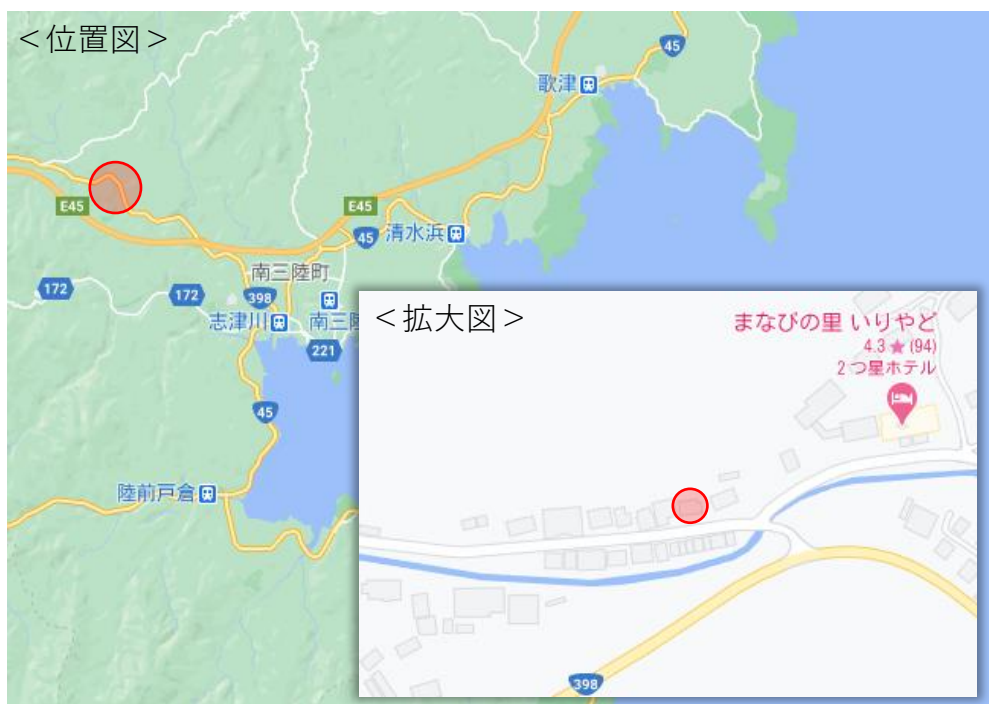 ＜位置図＞
45
歌津
E45
E45
45
清水浜
南三陸町
172
172
398
志津川
南三
221
45
陸前戸倉
＜拡大図＞
まなびの里 いりやど
4.3★(94)
2 つ星ホテル
398